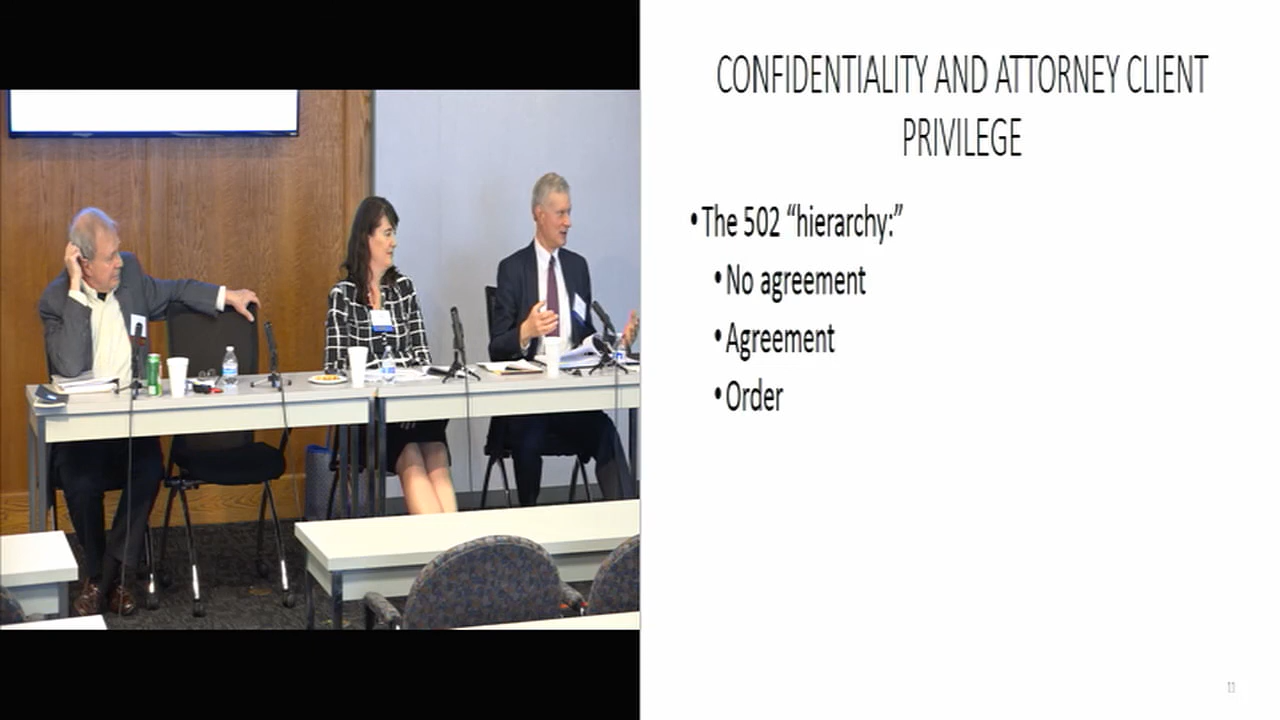 CONFIDENTIALITY AND ATTORNEY CLIENT
PRIVILEGE
•The 502 “hierarchy:”
•No agreement
•Agreement
•Order
11